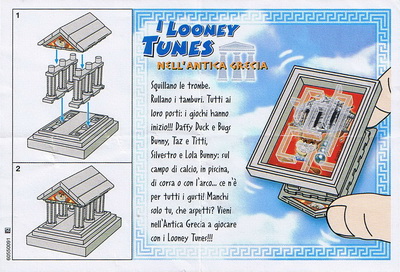 1
2
I LOONEY
TUNES
NELL'ANTICA GRECIA
Squillano le trombe.
Rullano i tamburi. Tutti ai
loro posti: i giochi hanno
inizio!!! Daffy Duck e Bugs
Bunny, Taz e Titti,
Silvestro e Lola Bunny: sul
campo di calcio, in piscina,
di corsa o con l'arco... ce n'è
per tutti i gusti! Manchi
solo tu, che aspetti? Vieni
nell'Antica Grecia a giocare
con i Looney Tunes!!!